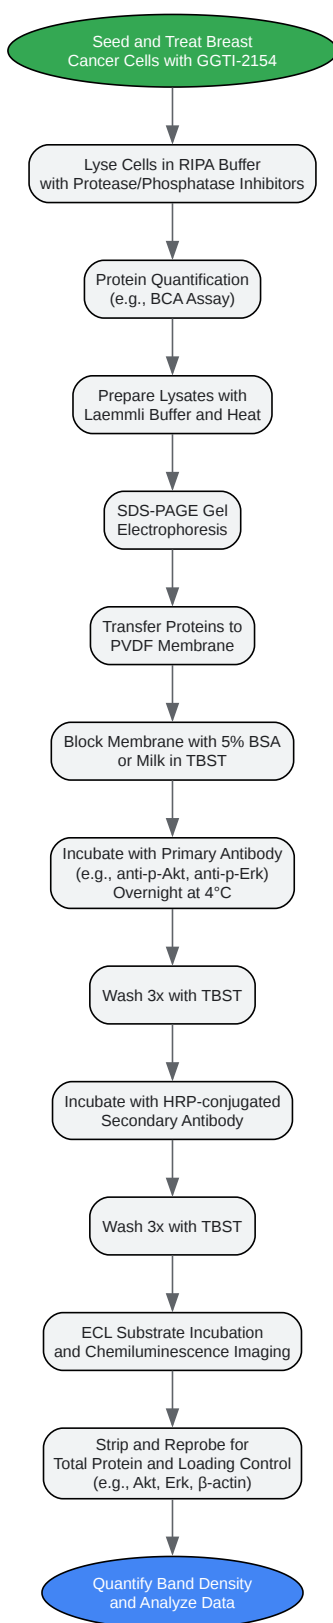 Seed and Treat Breast
Cancer Cells with GGTI-2154
Lyse Cells in RIPA Buffer
with Protease/Phosphatase Inhibitors
Protein Quantification
(e.g., BCA Assay)
Prepare Lysates with
Laemmli Buffer and Heat
SDS-PAGE Gel
Electrophoresis
Transfer Proteins to
PVDF Membrane
Block Membrane with 5% BSA
or Milk in TBST
Incubate with Primary Antibody
(e.g., anti-p-Akt, anti-p-Erk)
Overnight at 4°C
Wash 3x with TBST
Incubate with HRP-conjugated
Secondary Antibody
Wash 3x with TBST
ECL Substrate Incubation
and Chemiluminescence Imaging
Strip and Reprobe for
Total Protein and Loading Control
(e.g., Akt, Erk, β-actin)
Quantify Band Density
and Analyze Data